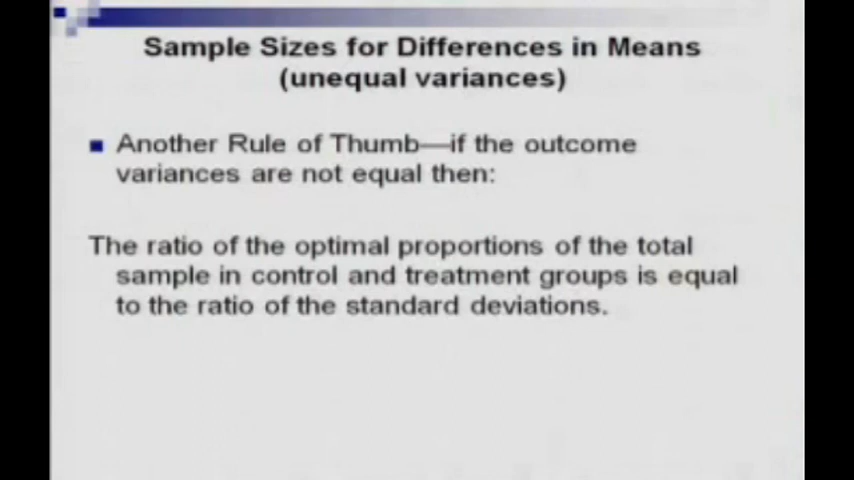 Sample Sizes for Differences in Means
(unequal variances)
Another Rule of Thumb—if the outcome
variances are not equal then:
The ratio of the optimal proportions of the total
sample in control and treatment groups is equal
to the ratio of the standard deviations.